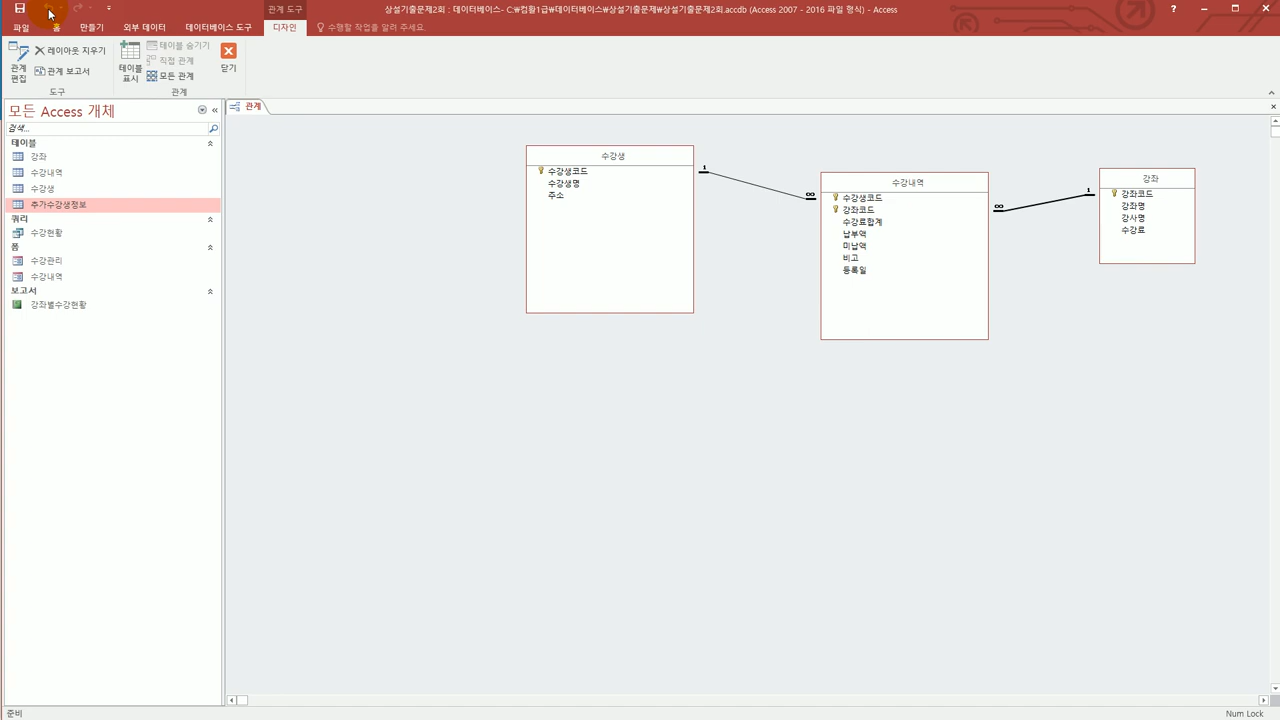 관계 도구
상설기출문제2회 : 데이터베이스- C:₩컴활1급₩데이터베이스₩상설기출문제₩상설기출문제2회.accdb (Access 2007 - 2016 파일 형식) - Access
파일 홈 만들기 외부 데이터 데이터베이스 도구 디자인 수행할 작업을 알려 주세요.
관계 편집
레이아웃 지우기
관계 보고서
도구
테이블 표시
테이블 숨기기
직접 관계
모든 관계
관계
닫기
모든 Access 개체
검색...
테이블
강좌
수강내역
수강생
추가수강생정보
쿼리
수강현황
폼
수강관리
수강내역
보고서
강좌별수강현황
관계
수강생
수강생코드
수강생명
주소
1
∞
수강내역
수강생코드
강좌코드
수강료합계
납부액
미납액
비고
등록일
∞
1
강좌
강좌코드
강좌명
강사명
수강료
준비
Num Lock